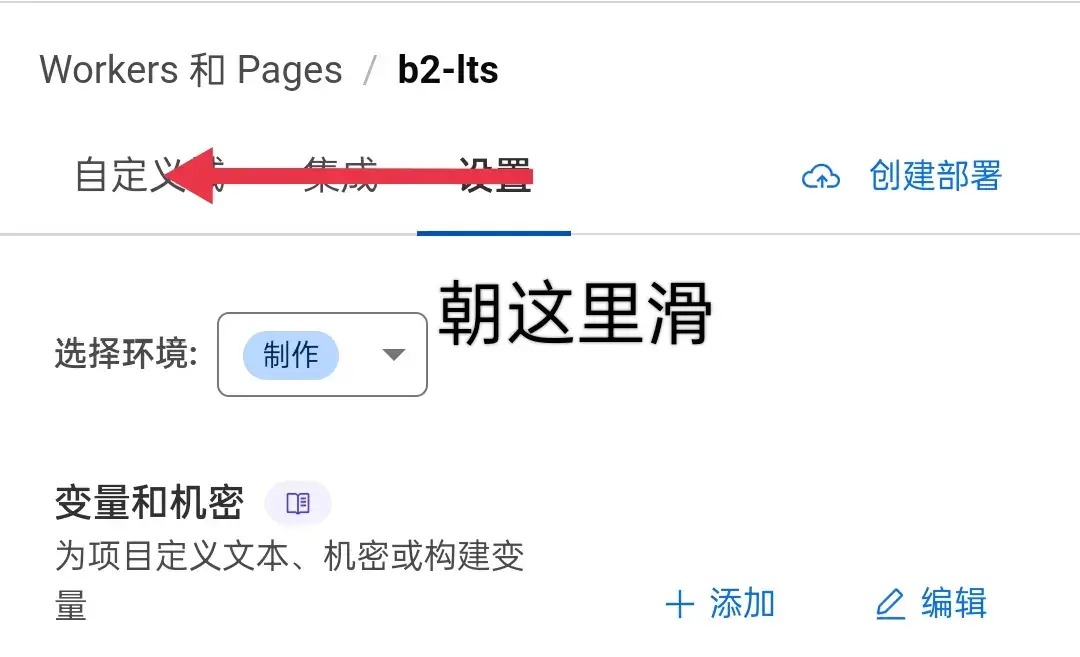 Workers 和 Pages / b2-lts
自定义域 集成 设置 创建部署
朝这里滑
选择环境: 制作
变量和机密
为项目定义文本、机密或构建变
量
添加 编辑